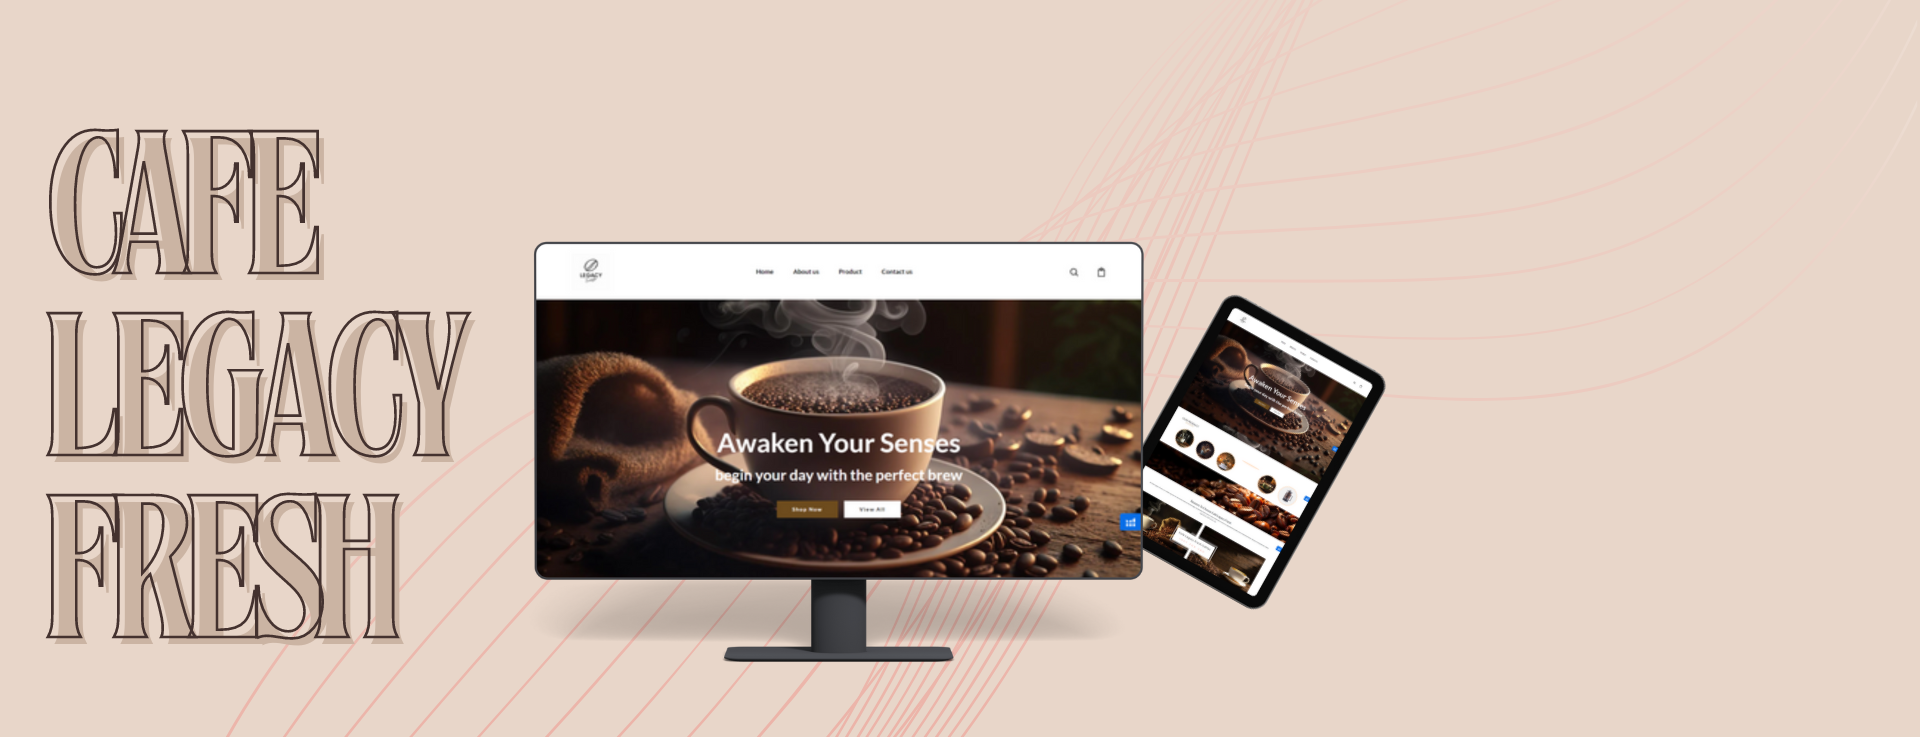 CAFE
LEGACY
FRESH
LEGACY
Home About us Product Contact us
Awaken Your Senses
begin your day with the perfect brew
Shop Now View All
Awaken Your Senses